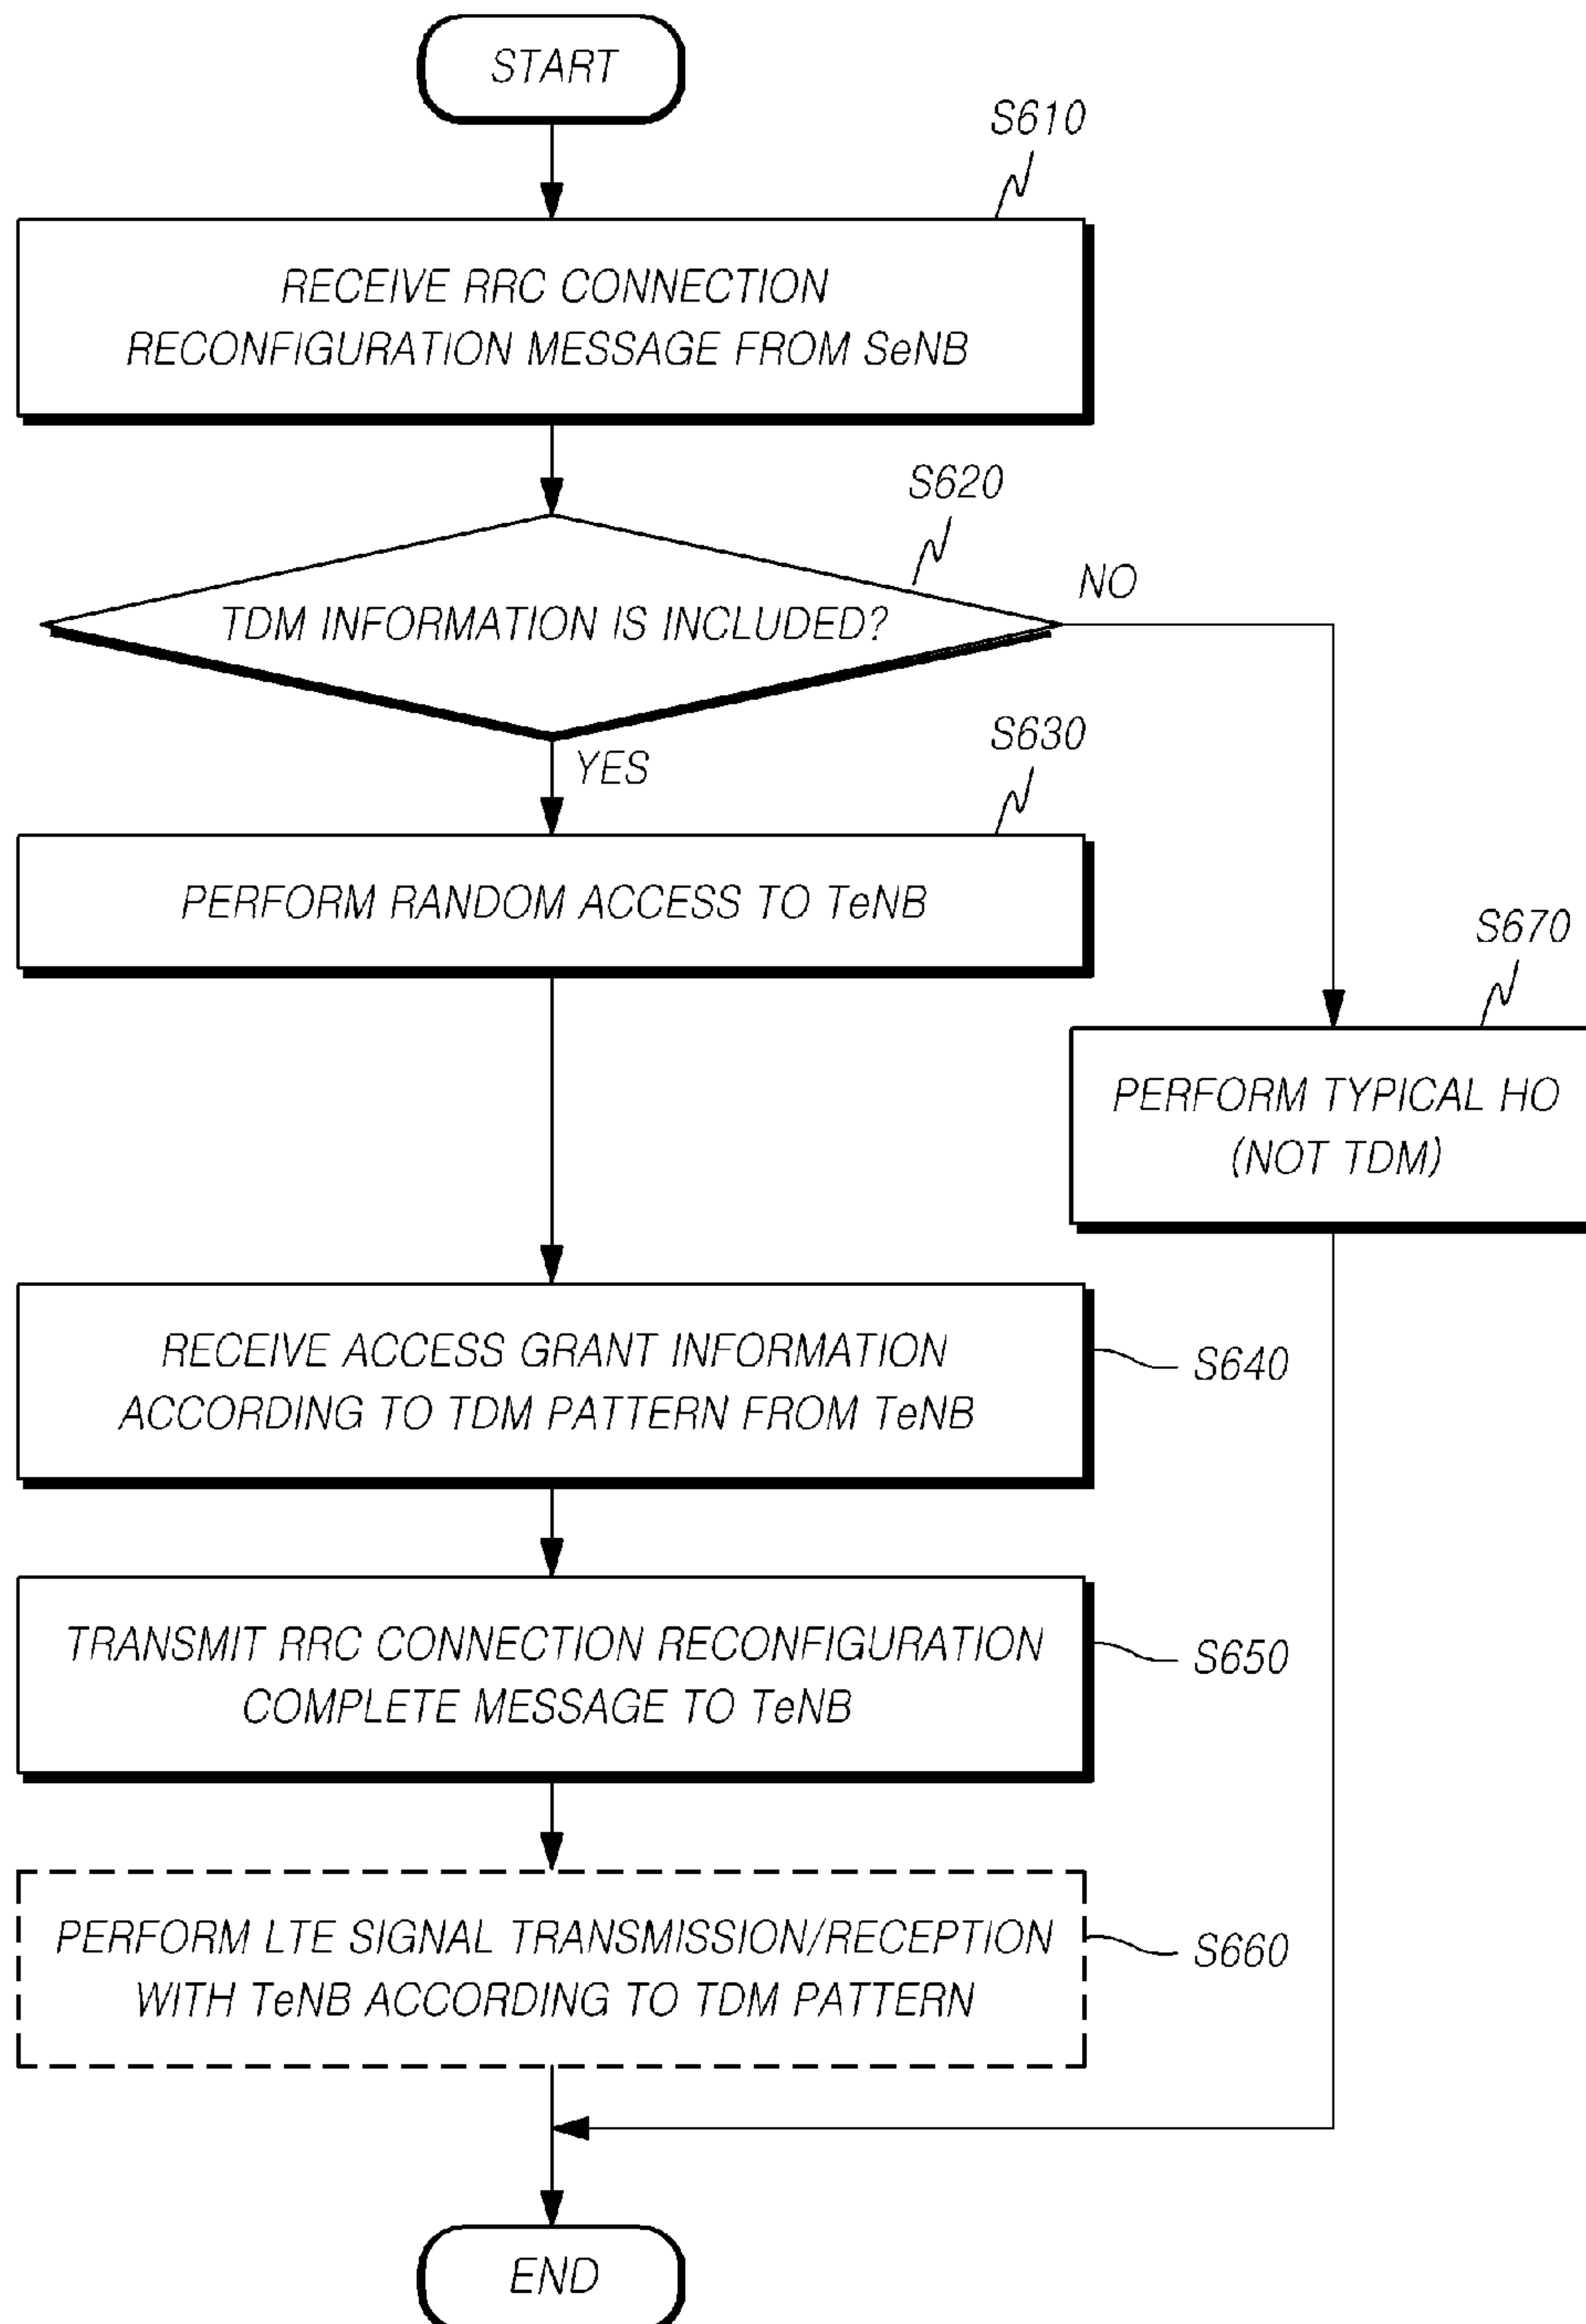 START
S610
RECEIVE RRC CONNECTION
RECONFIGURATION MESSAGE FROM SeNB
S620
TDM INFORMATION IS INCLUDED?
NO
YES
S630
PERFORM RANDOM ACCESS TO TeNB
S670
PERFORM TYPICAL HO
(NOT TDM)
RECEIVE ACCESS GRANT INFORMATION
ACCORDING TO TDM PATTERN FROM TeNB
S640
TRANSMIT RRC CONNECTION RECONFIGURATION
COMPLETE MESSAGE TO TeNB
S650
PERFORM LTE SIGNAL TRANSMISSION/RECEPTION
WITH TeNB ACCORDING TO TDM PATTERN
S660
END